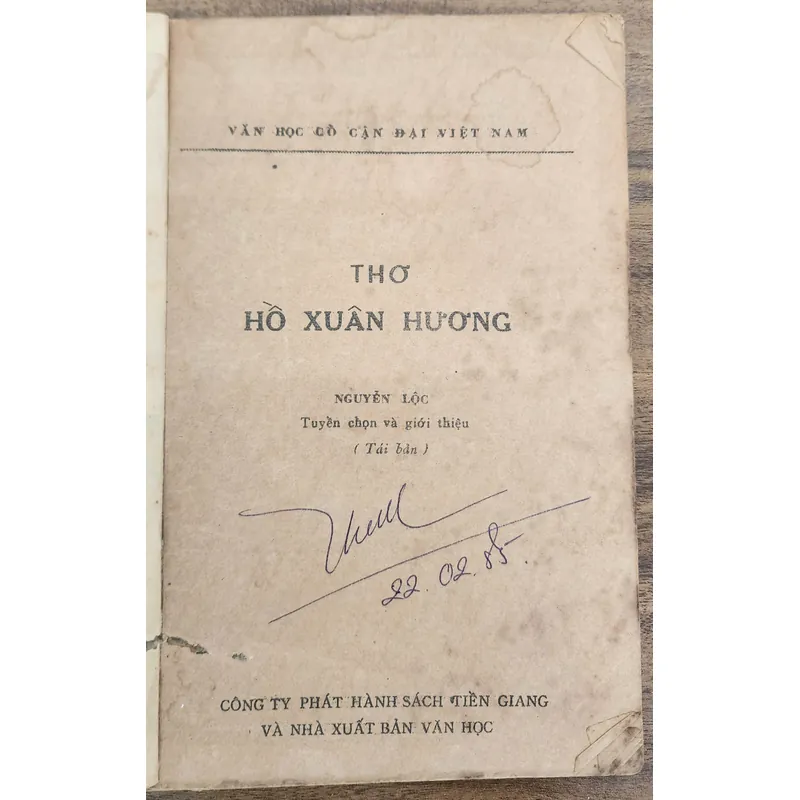 VĂN HỌC CỔ CẬN ĐẠI VIỆT NAM
THƠ
HỒ XUÂN HƯƠNG
NGUYỄN LỘC
Tuyển chọn và giới thiệu
( Tái bản )
22.02.85.
CÔNG TY PHÁT HÀNH SÁCH TIỀN GIANG
VÀ NHÀ XUẤT BẢN VĂN HỌC